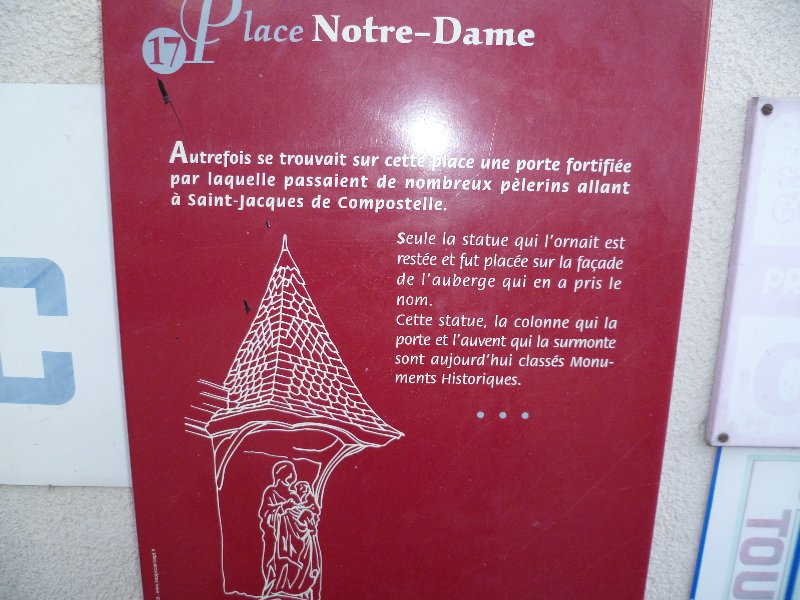 17 Place Notre-Dame
Autrefois se trouvait sur cette place une porte fortifiée
par laquelle passaient de nombreux pèlerins allant
à Saint-Jacques de Compostelle.
Seule la statue qui l'ornait est
restée et fut placée sur la façade
de l'auberge qui en a pris le
nom.
Cette statue, la colonne qui la
porte et l'auvent qui la surmonte
sont aujourd'hui classés Monu-
ments Historiques.
PR
TOU